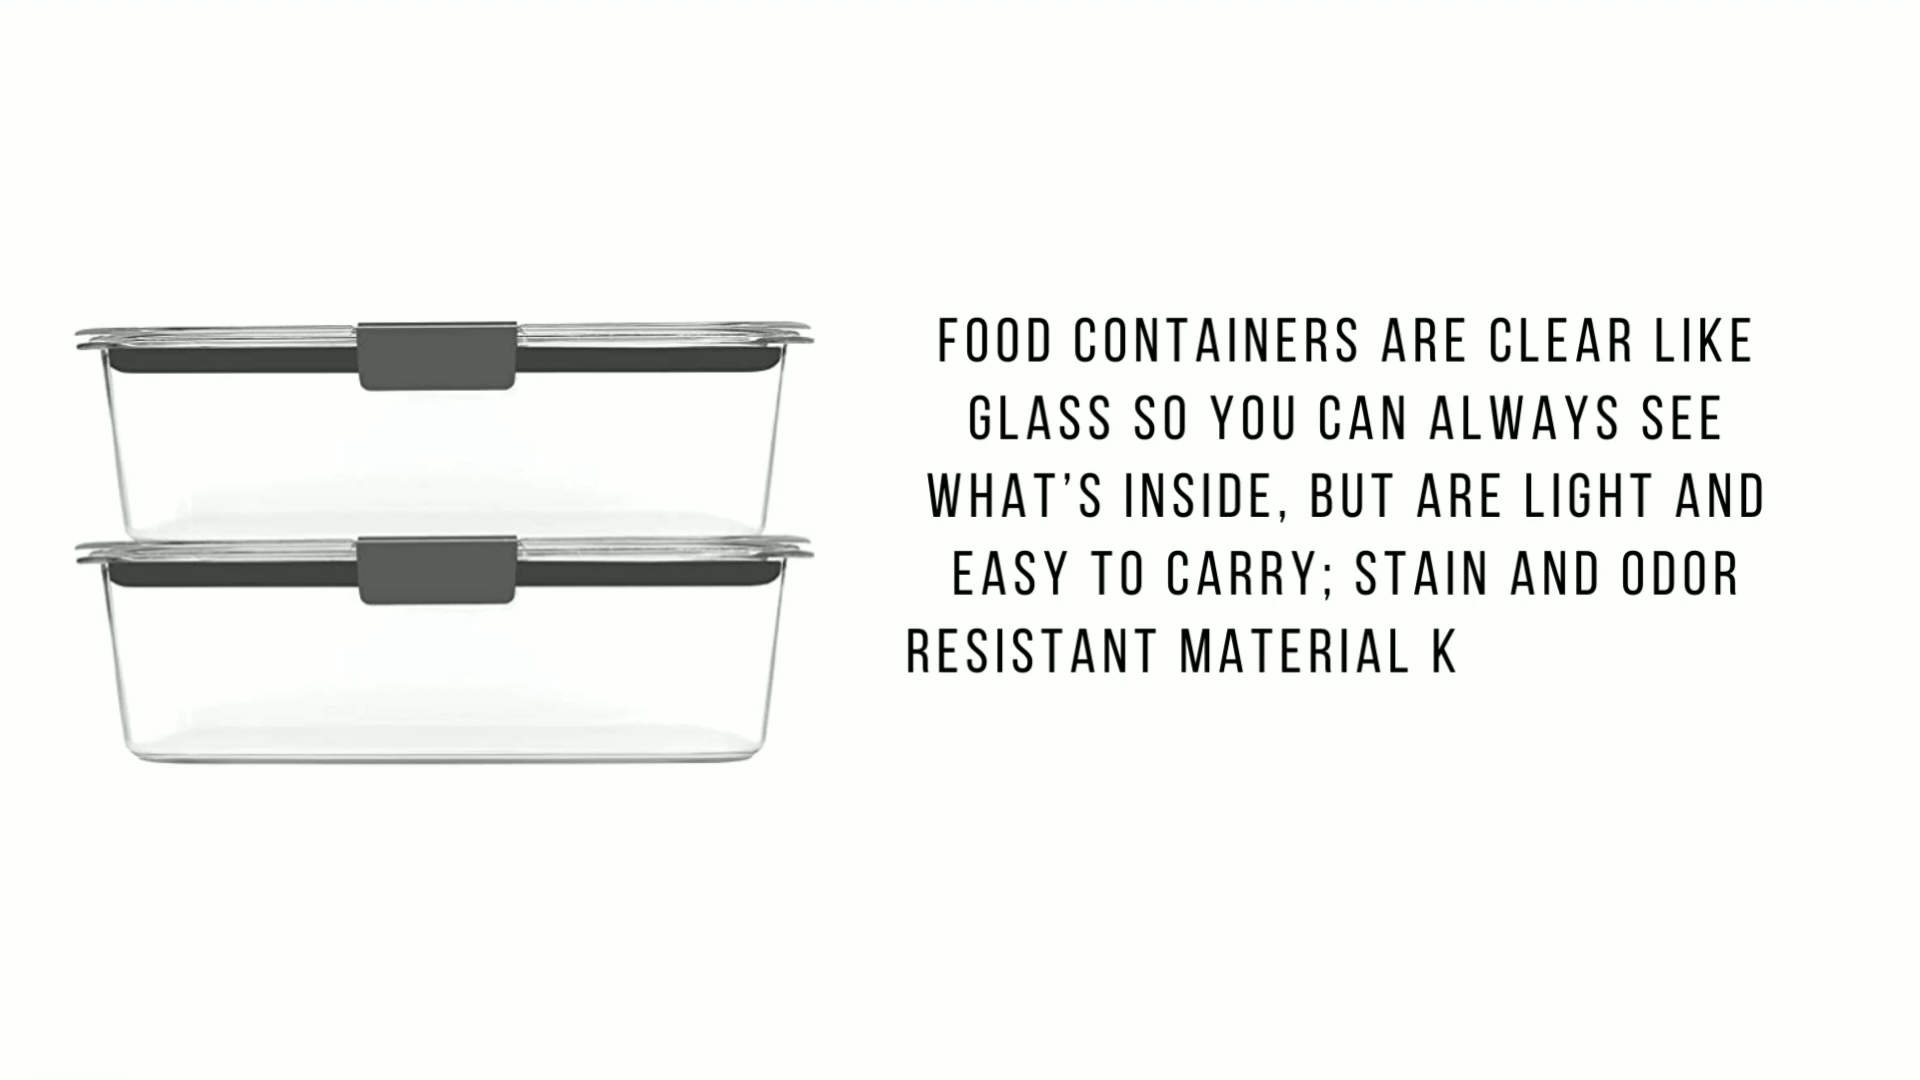 FOOD CONTAINERS ARE CLEAR LIKE
GLASS SO YOU CAN ALWAYS SEE
WHAT’S INSIDE, BUT ARE LIGHT AND
EASY TO CARRY; STAIN AND ODOR
RESISTANT MATERIAL K